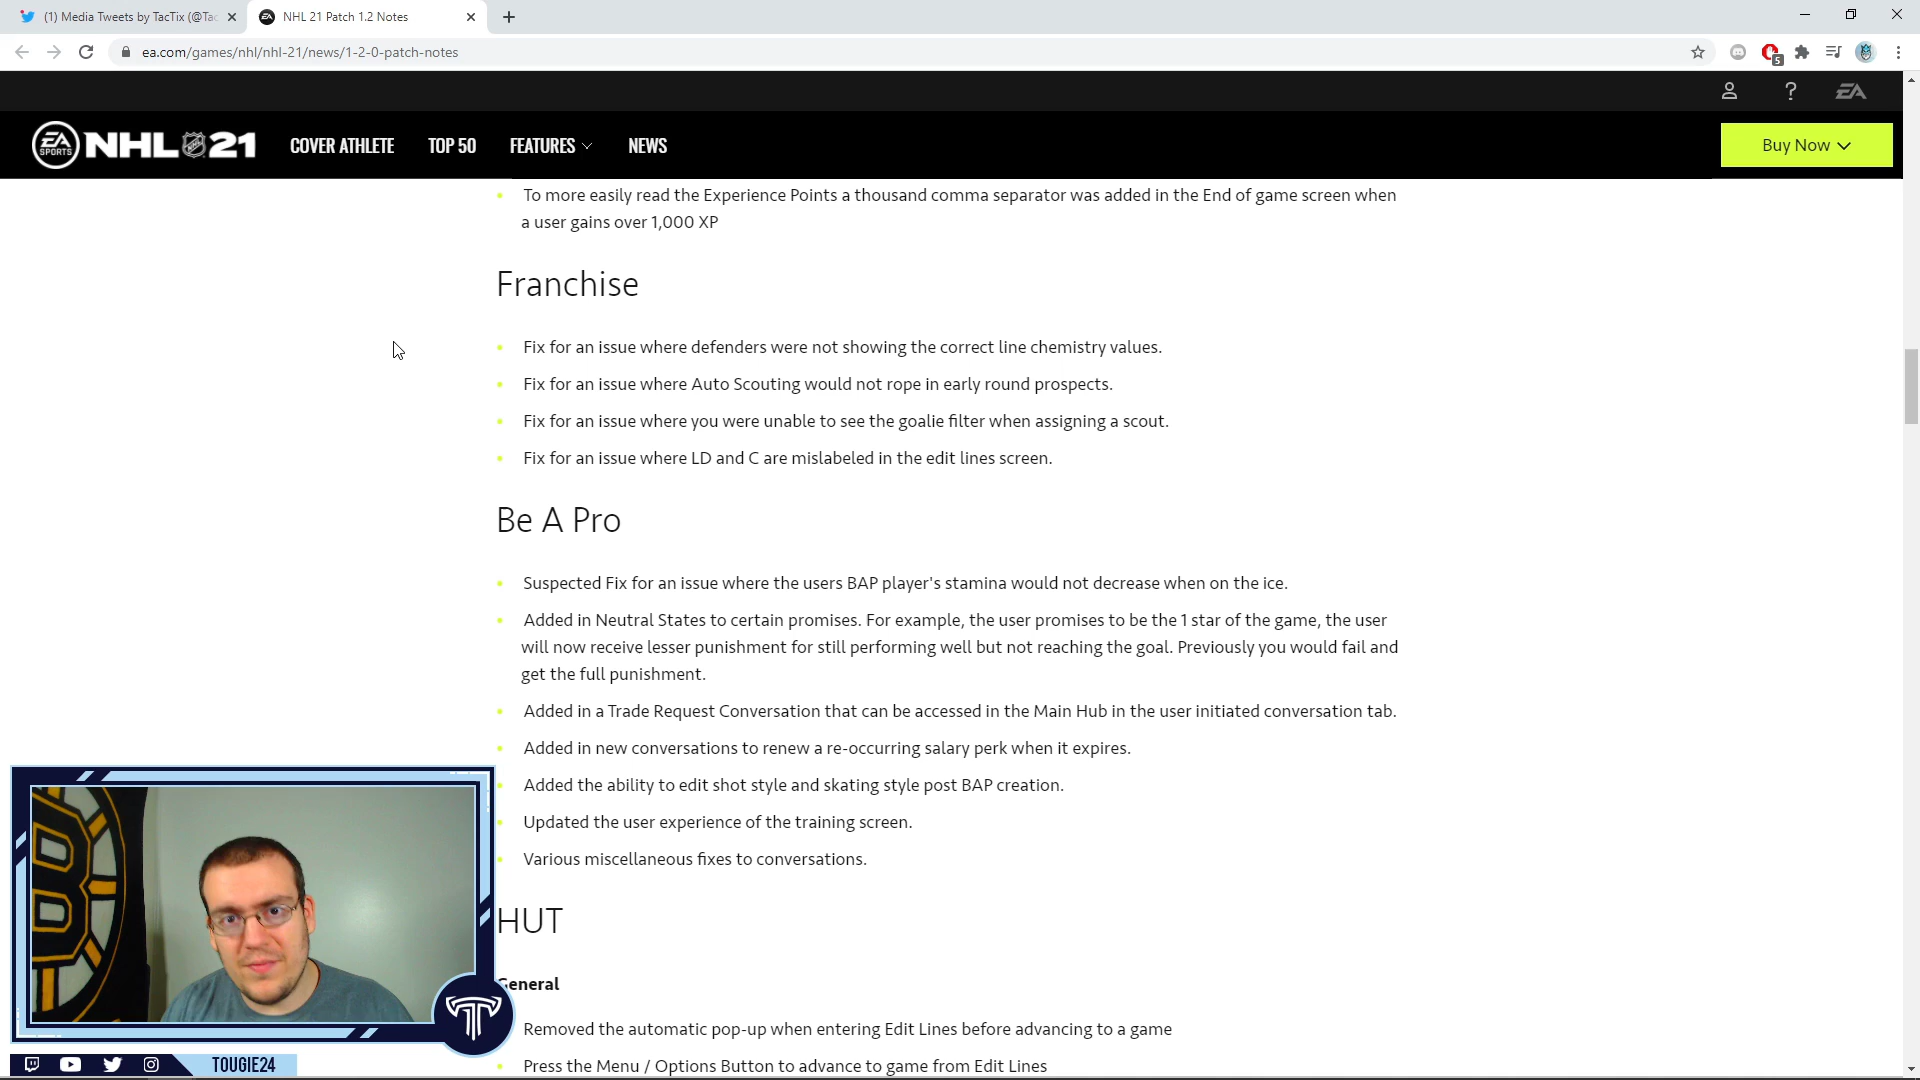 (1) Media Tweets by TacTix (@Tac
NHL 21 Patch 1.2 Notes
ea.com/games/nhl/nhl-21/news/1-2-0-patch-notes
5
EA
EA SPORTS NHL 21
COVER ATHLETE
TOP 50
FEATURES
NEWS
Buy Now
To more easily read the Experience Points a thousand comma separator was added in the End of game screen when
a user gains over 1,000 XP
Franchise
Fix for an issue where defenders were not showing the correct line chemistry values.
Fix for an issue where Auto Scouting would not rope in early round prospects.
Fix for an issue where you were unable to see the goalie filter when assigning a scout.
Fix for an issue where LD and C are mislabeled in the edit lines screen.
Be A Pro
Suspected Fix for an issue where the users BAP player's stamina would not decrease when on the ice.
Added in Neutral States to certain promises. For example, the user promises to be the 1 star of the game, the user
will now receive lesser punishment for still performing well but not reaching the goal. Previously you would fail and
get the full punishment.
Added in a Trade Request Conversation that can be accessed in the Main Hub in the user initiated conversation tab.
Added in new conversations to renew a re-occurring salary perk when it expires.
Added the ability to edit shot style and skating style post BAP creation.
Updated the user experience of the training screen.
Various miscellaneous fixes to conversations.
HUT
General
Removed the automatic pop-up when entering Edit Lines before advancing to a game
Press the Menu / Options Button to advance to game from Edit Lines
B
TOUGIE24